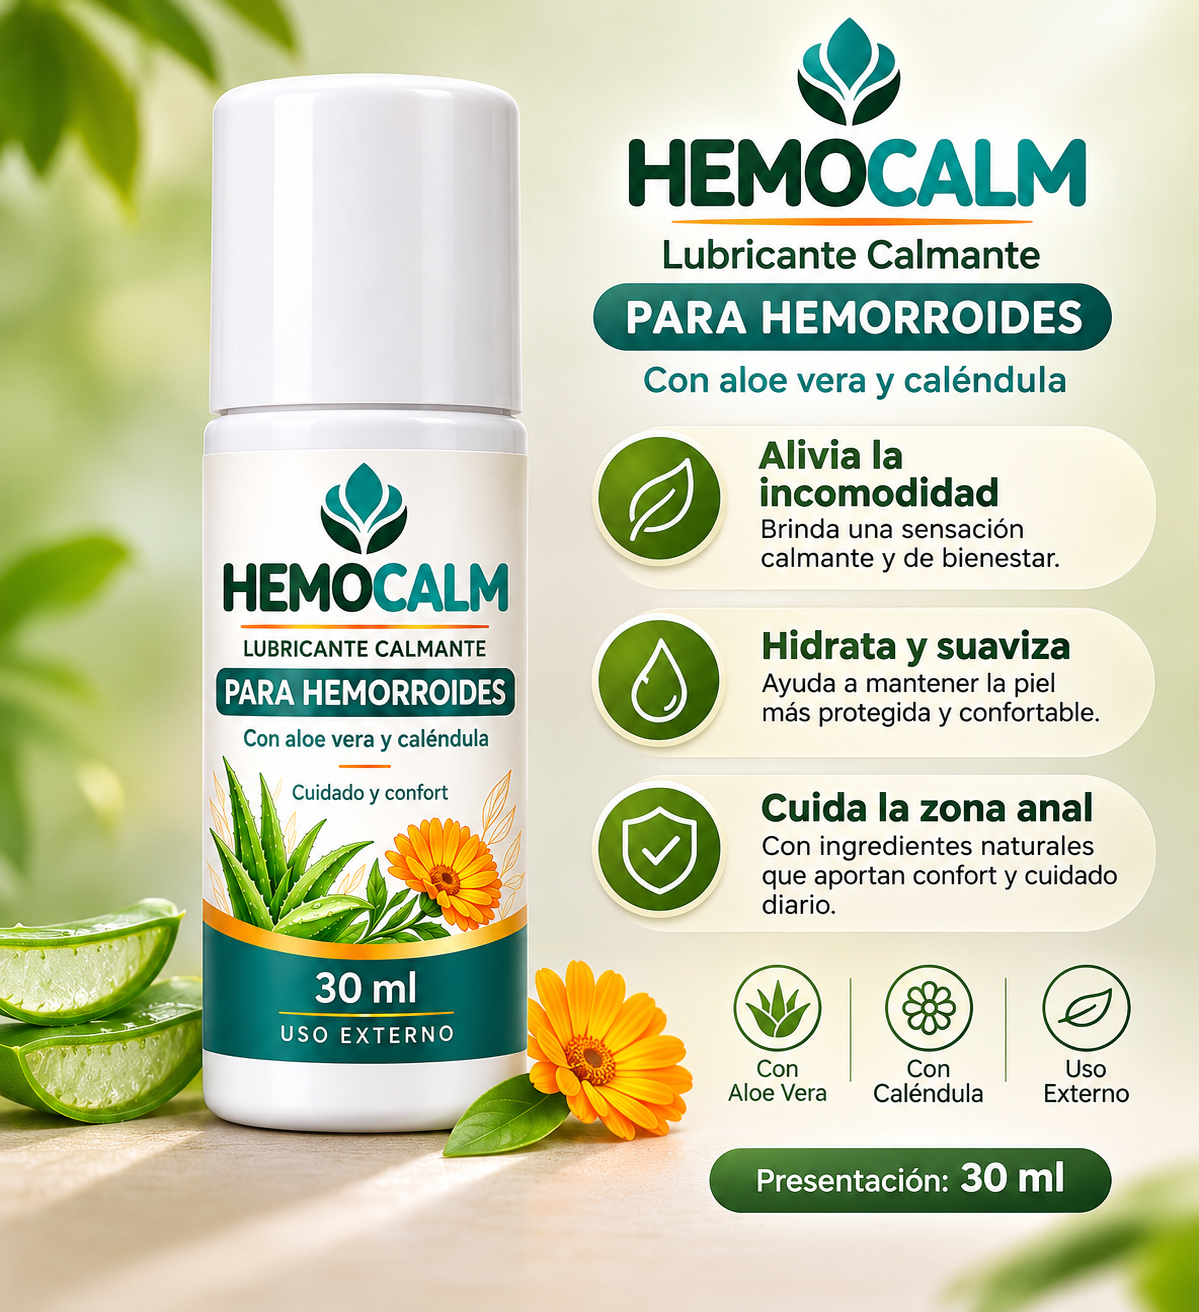 HEMOCALM
LUBRICANTE CALMANTE
PARA HEMORROIDES
Con aloe vera y caléndula
Cuidado y confort
30 ml
USO EXTERNO
HEMOCALM
Lubricante Calmante
PARA HEMORROIDES
Con aloe vera y caléndula
Alivia la
incomodidad
Brinda una sensación
calmante y de bienestar.
Hidrata y suaviza
Ayuda a mantener la piel
más protegida y confortable.
Cuida la zona anal
Con ingredientes naturales
que aportan confort y cuidado
diario.
Con
Aloe Vera
Con
Caléndula
Uso
Externo
Presentación: 30 ml